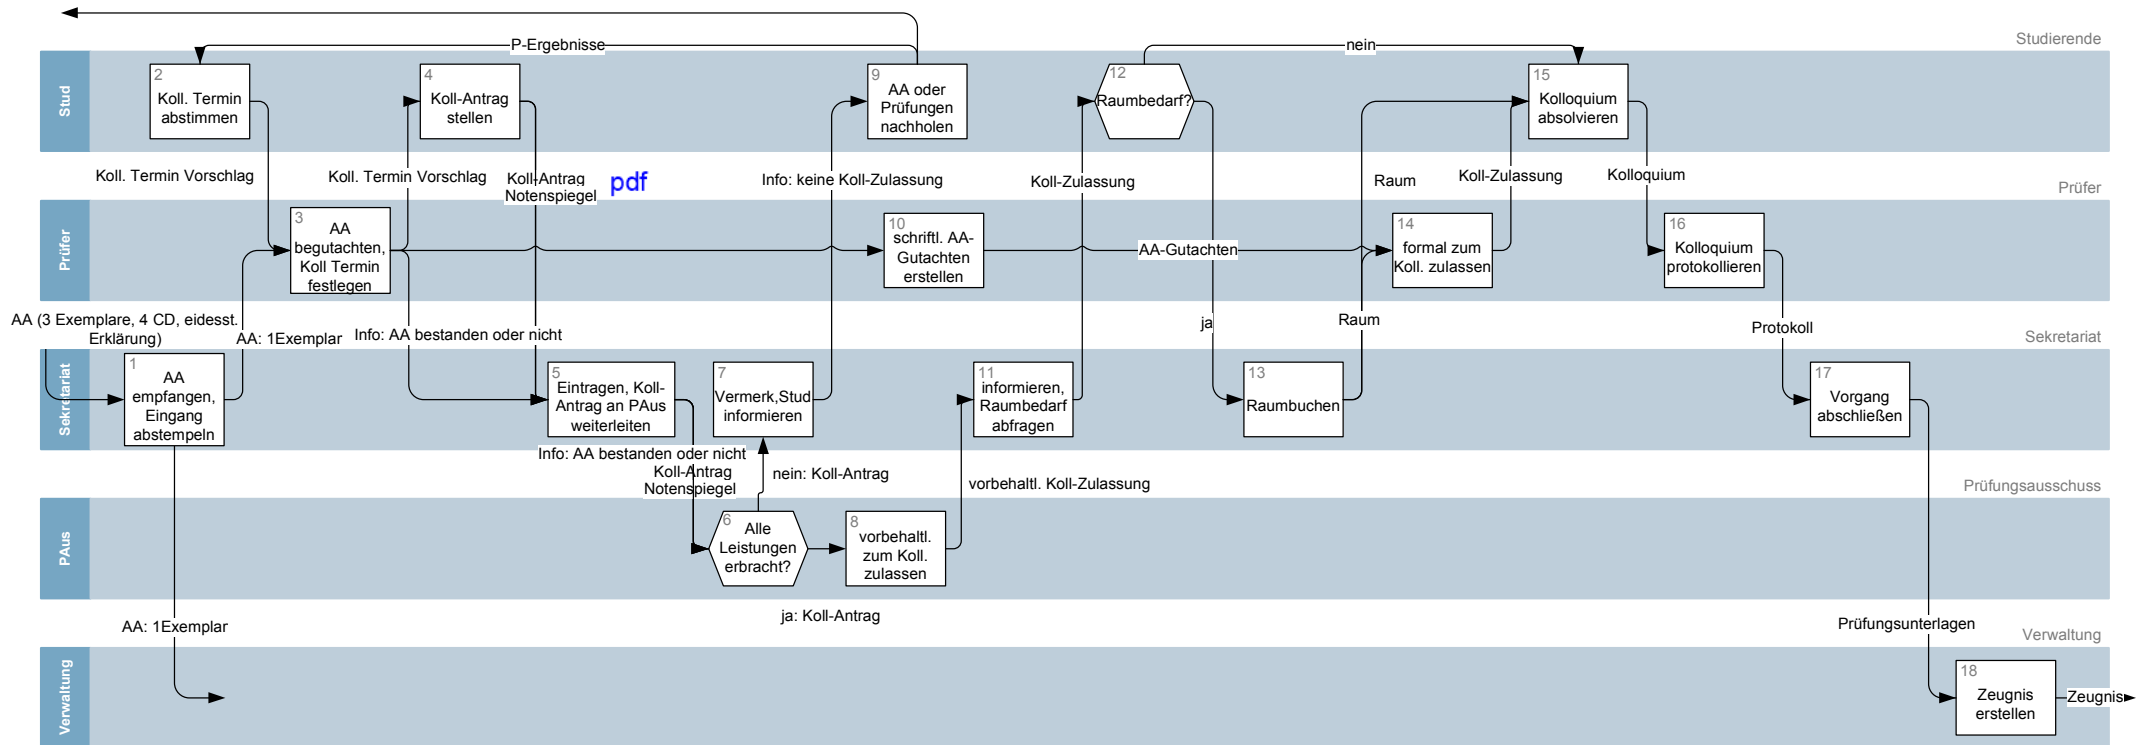 P-Ergebnisse
nein
Studierende
Stud
2
Koll. Termin
abstimmen
4
Koll-Antrag
stellen
9
AA oder
Prüfungen
nachholen
12
Raumbedarf?
15
Kolloquium
absolvieren
Koll. Termin Vorschlag
Koll. Termin Vorschlag
Koll-Antrag
Notenspiegel
pdf
Info: keine Koll-Zulassung
Koll-Zulassung
Raum
Koll-Zulassung
Kolloquium
Prüfer
Prüfer
3
AA
begutachten,
Koll Termin
festlegen
10
schriftl. AA-
Gutachten
erstellen
AA-Gutachten
14
formal zum
Koll. zulassen
16
Kolloquium
protokollieren
AA (3 Exemplare, 4 CD, eidesst.
Erklärung)
AA: 1Exemplar
Info: AA bestanden oder nicht
ja
Raum
Protokoll
Sekretariat
Sekretariat
1
AA
empfangen,
Eingang
abstempeln
5
Eintragen, Koll-
Antrag an PAus
weiterleiten
7
Vermerk,Stud
informieren
11
informieren,
Raumbedarf
abfragen
13
Raumbuchen
17
Vorgang
abschließen
Info: AA bestanden oder nicht
Koll-Antrag
Notenspiegel
nein: Koll-Antrag
vorbehaltl. Koll-Zulassung
Prüfungsausschuss
PAus
6
Alle
Leistungen
erbracht?
8
vorbehaltl.
zum Koll.
zulassen
ja: Koll-Antrag
AA: 1Exemplar
Prüfungsunterlagen
Verwaltung
Verwaltung
18
Zeugnis
erstellen
Zeugnis